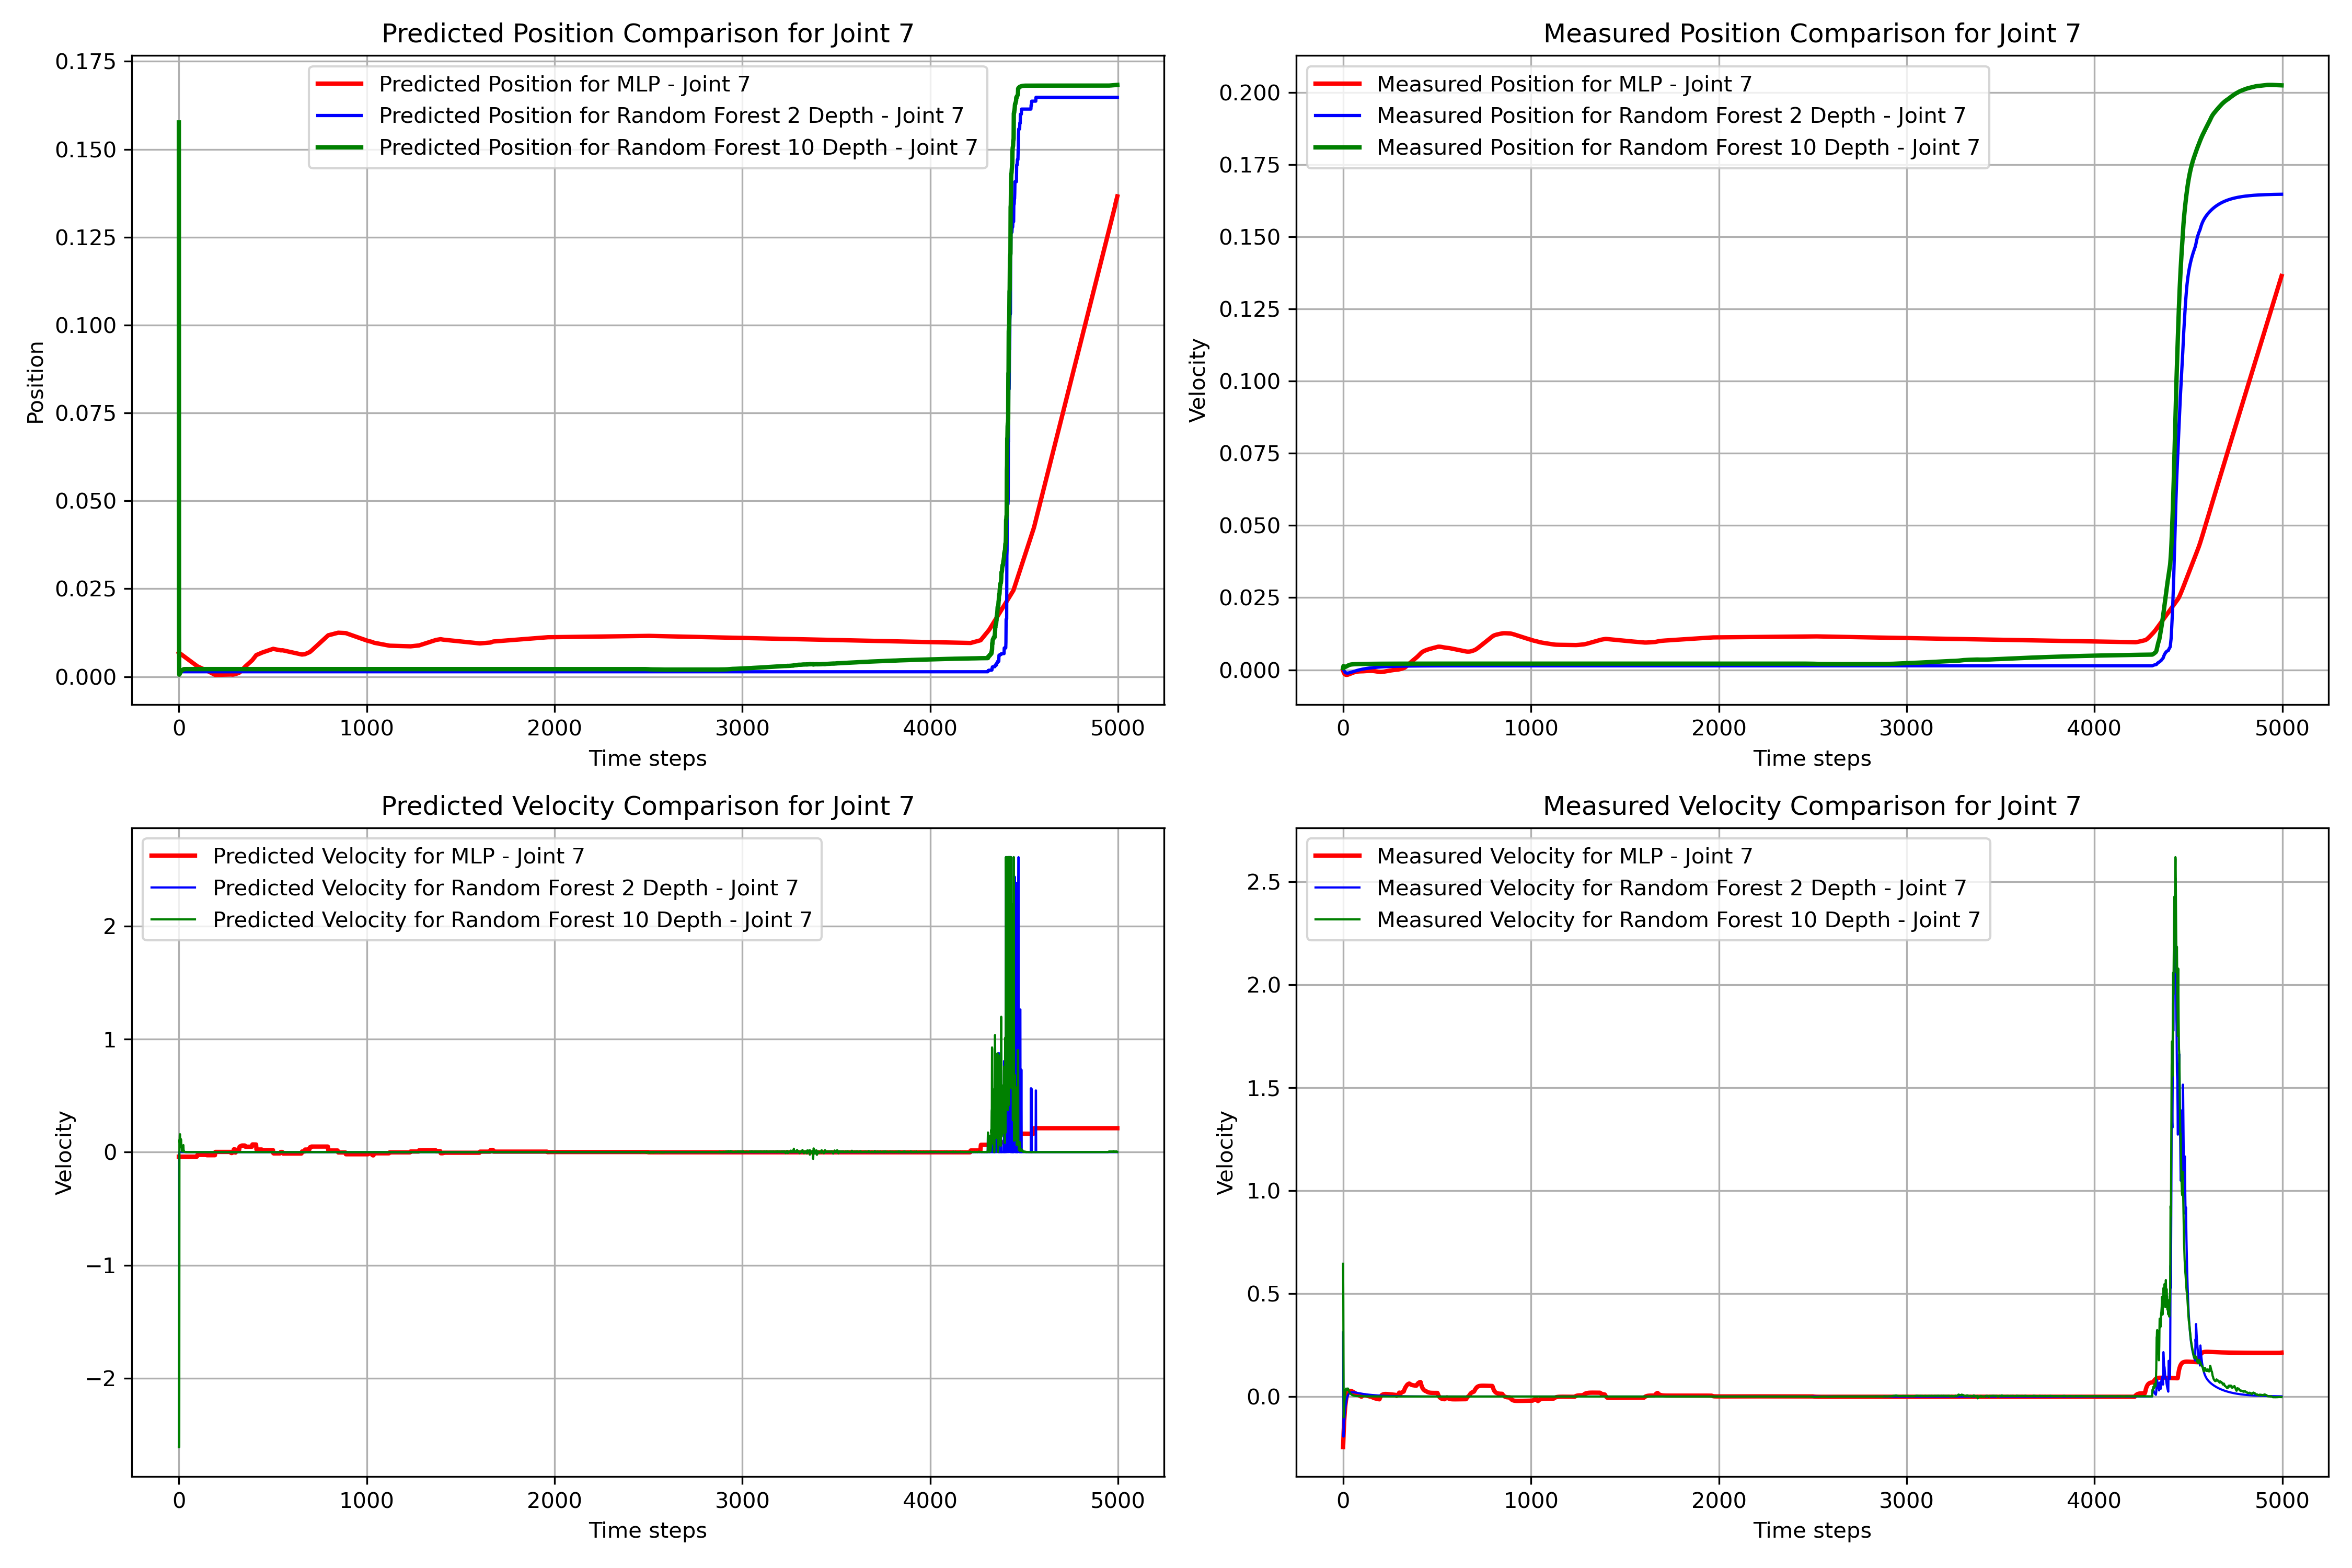 Predicted Position Comparison for Joint 7
Predicted Position for MLP - Joint 7
Predicted Position for Random Forest 2 Depth - Joint 7
Predicted Position for Random Forest 10 Depth - Joint 7
0.175
0.150
0.125
0.100
0.075
0.050
0.025
0.000
Position
0 1000 2000 3000 4000 5000
Time steps
Measured Position Comparison for Joint 7
Measured Position for MLP - Joint 7
Measured Position for Random Forest 2 Depth - Joint 7
Measured Position for Random Forest 10 Depth - Joint 7
0.200
0.175
0.150
0.125
0.100
0.075
0.050
0.025
0.000
Velocity
0 1000 2000 3000 4000 5000
Time steps
Predicted Velocity Comparison for Joint 7
Predicted Velocity for MLP - Joint 7
Predicted Velocity for Random Forest 2 Depth - Joint 7
Predicted Velocity for Random Forest 10 Depth - Joint 7
2
1
0
−1
−2
Velocity
0 1000 2000 3000 4000 5000
Time steps
Measured Velocity Comparison for Joint 7
Measured Velocity for MLP - Joint 7
Measured Velocity for Random Forest 2 Depth - Joint 7
Measured Velocity for Random Forest 10 Depth - Joint 7
2.5
2.0
1.5
1.0
0.5
0.0
Velocity
0 1000 2000 3000 4000 5000
Time steps